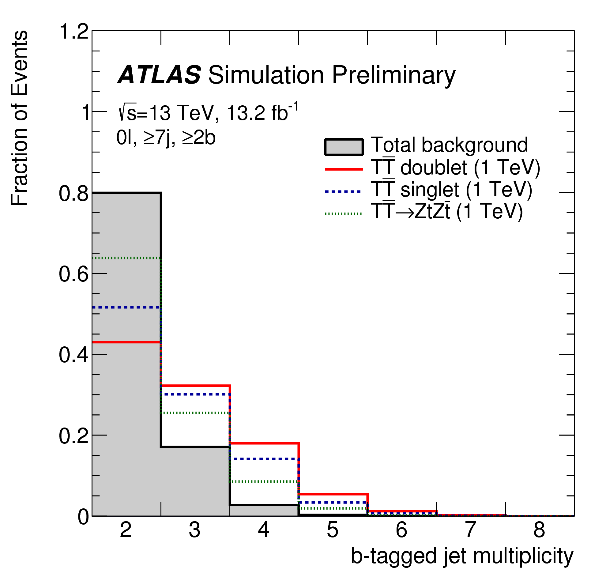 Fraction of Events
1.2
1
0.8
0.6
0.4
0.2
0
ATLAS Simulation Preliminary
√s=13 TeV, 13.2 fb⁻¹
0l, ≥7j, ≥2b
Total background
TT̅ doublet (1 TeV)
TT̅ singlet (1 TeV)
TT̅→ZtZt̅ (1 TeV)
2 3 4 5 6 7 8
b-tagged jet multiplicity